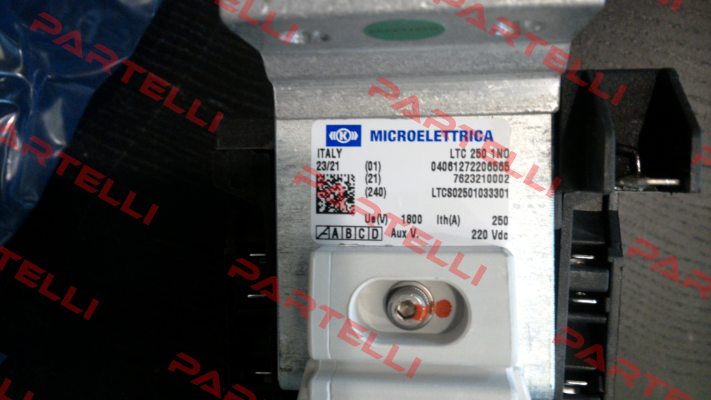 MICROELETTRICA
ITALY LTC 250 1NO
23/21 (01) 04061272206565
(21) 7623210002
(240) LTCS02501033301
Ue(V) 1800 Ith(A) 250
A B C D Aux V. 220 Vdc
PARTELLI
PARTELLI
PARTELLI
PARTELLI
PARTELLI
PARTELLI
PARTELLI
PARTELLI